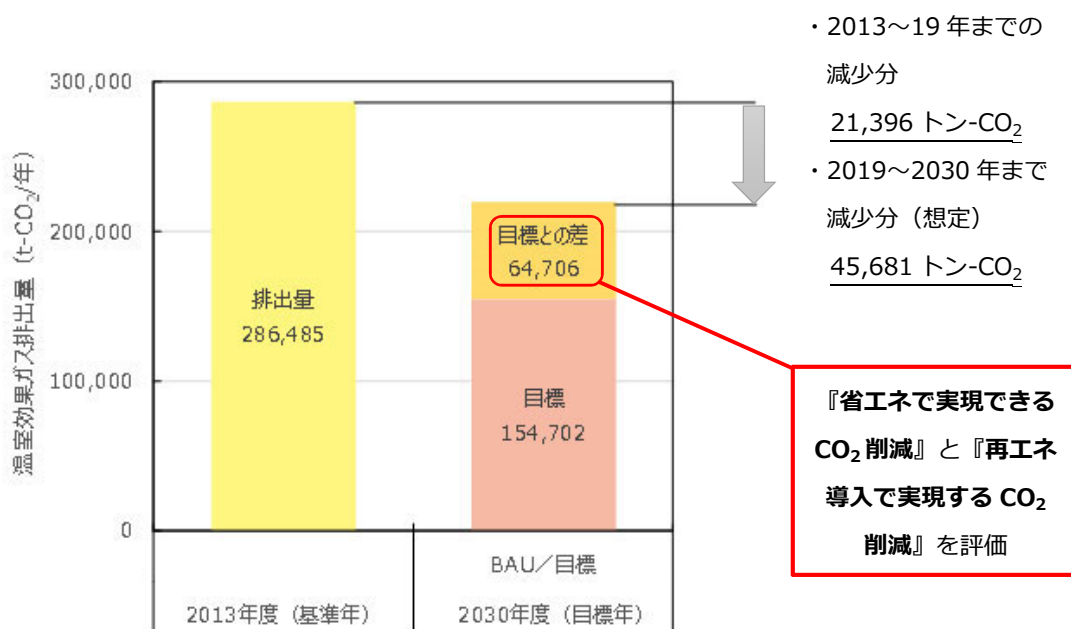 ・2013～19 年までの
減少分
21,396 トン-CO₂
・2019～2030 年まで
減少分（想定）
45,681 トン-CO₂
温室効果ガス排出量（t-CO₂/年）
300,000
200,000
100,000
0
排出量
286,485
目標との差
64,706
目標
154,702
『省エネで実現できる
CO₂ 削減』と『再エネ
導入で実現する CO₂
削減』を評価
BAU／目標
2013年度（基準年）
2030年度（目標年）